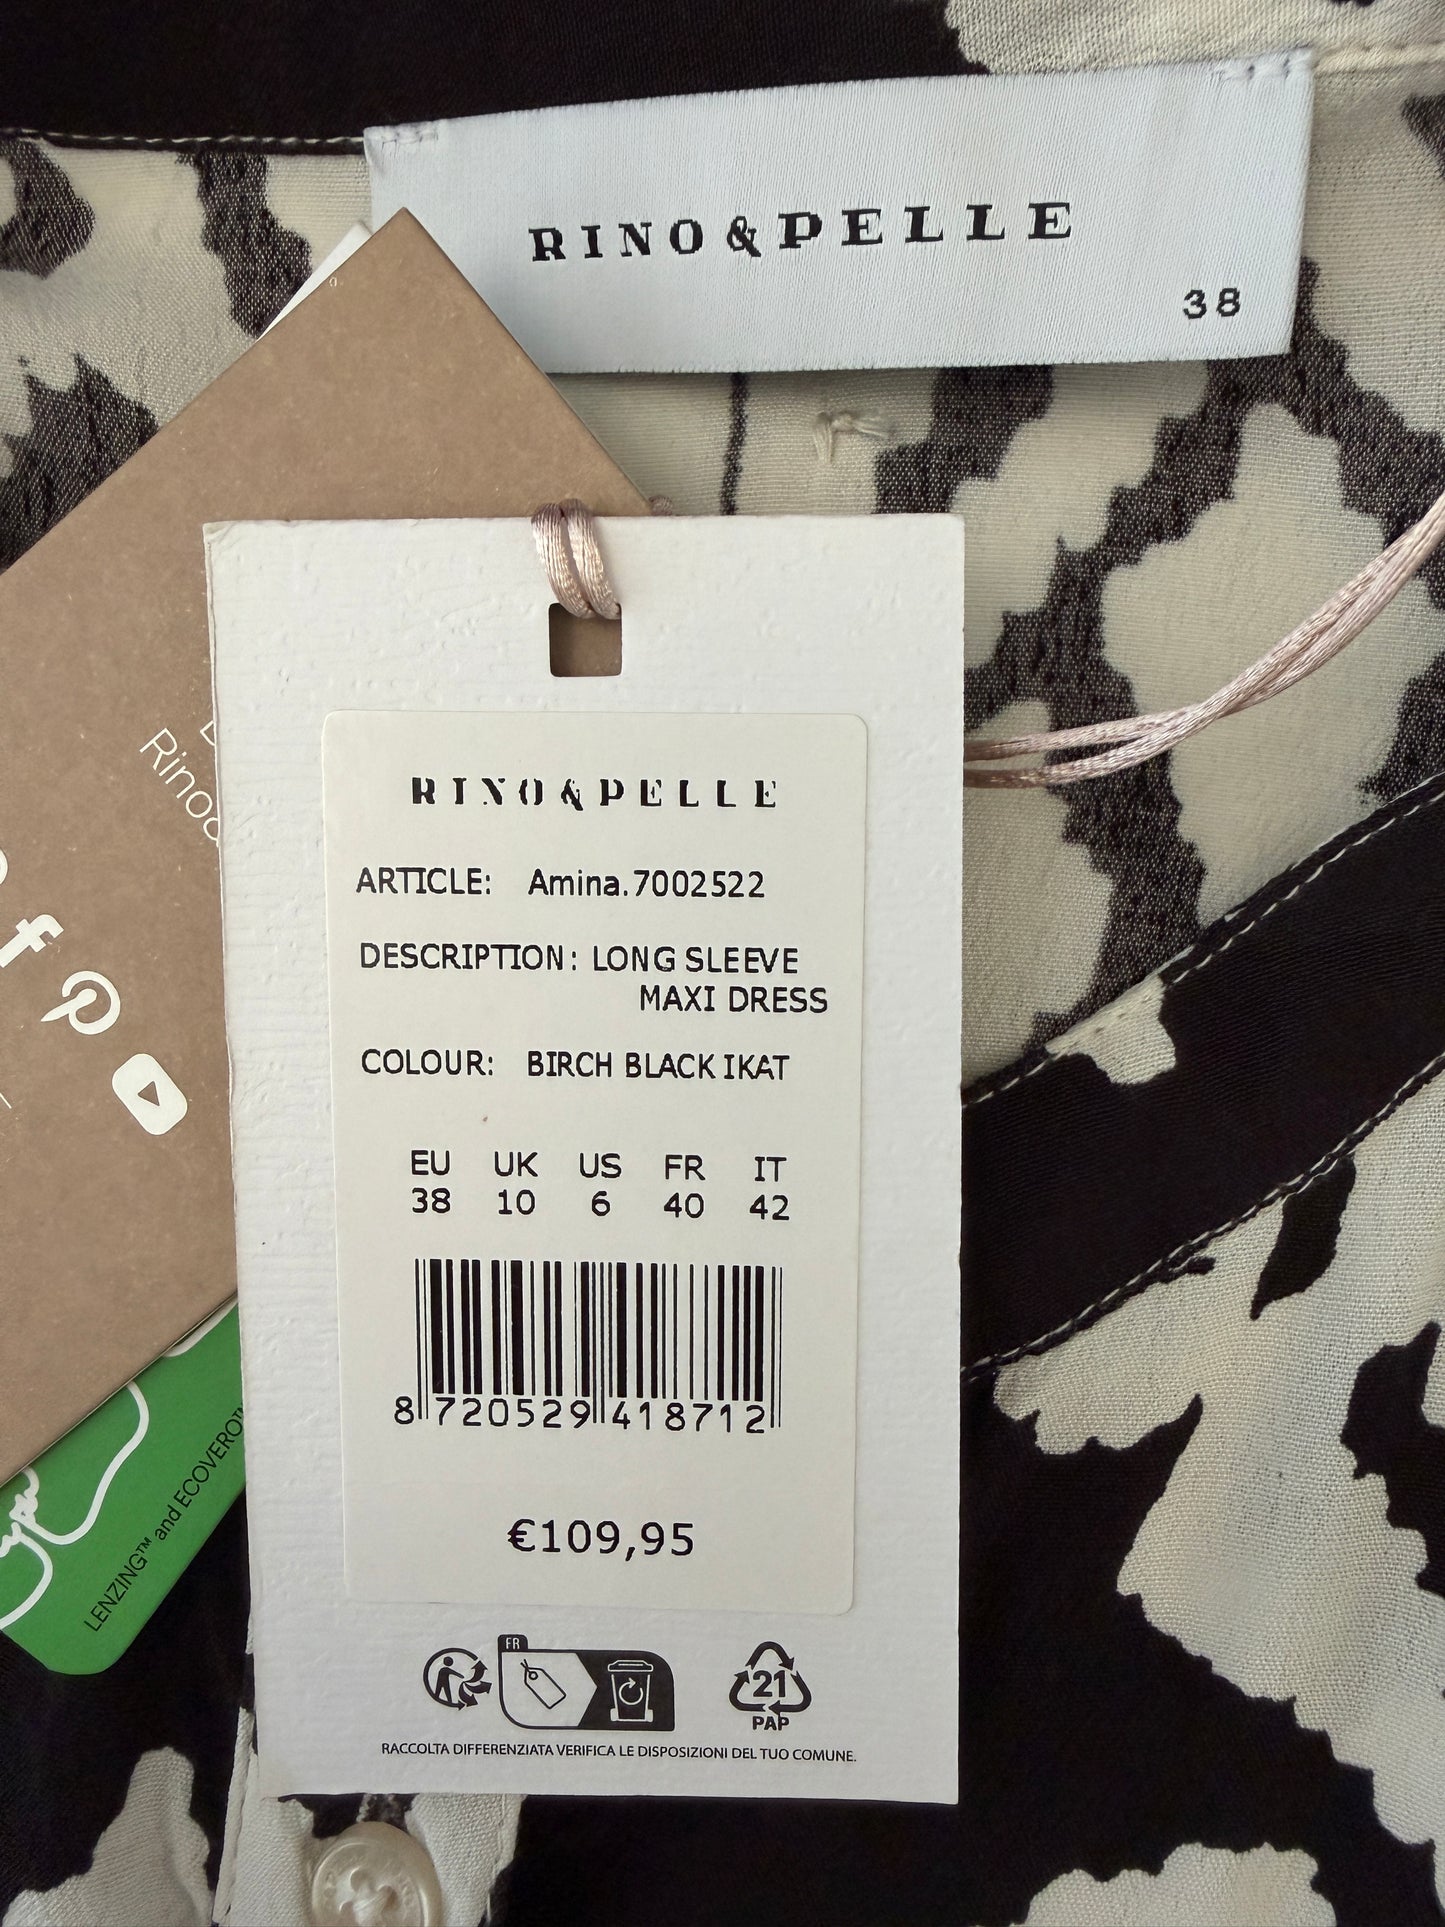 RINO & PELLE
38
Rino&
RINO&PELLE
ARTICLE: Amina.7002522
DESCRIPTION: LONG SLEEVE
MAXI DRESS
COLOUR: BIRCH BLACK IKAT
EU UK US FR IT
38 10 6 40 42
8 720529 418712
€109,95
LENZING™ and ECOVERO™
FR
21
PAP
RACCOLTA DIFFERENZIATA VERIFICA LE DISPOSIZIONI DEL TUO COMUNE.